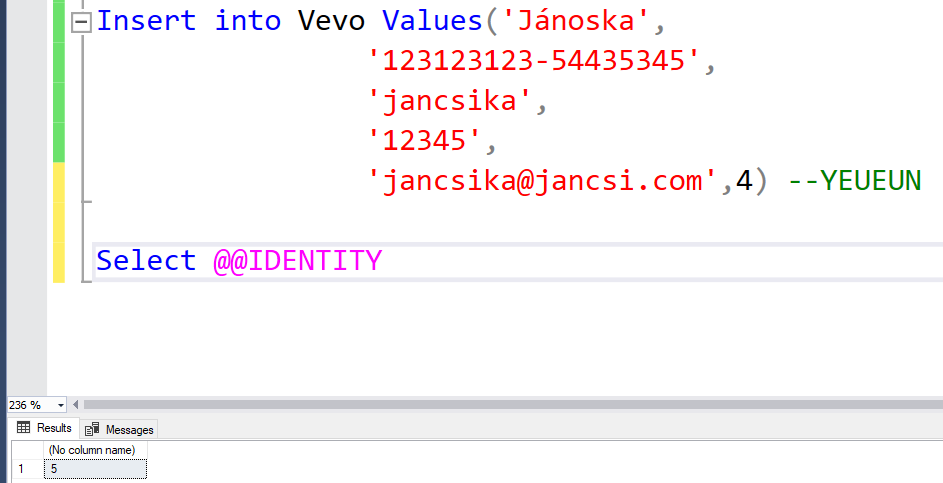 Insert into Vevo Values('Jánoska',
'123123123-54435345',
'jancsika',
'12345',
'jancsika@jancsi.com',4) --YEUEUN
Select @@IDENTITY
236 %
Results Messages
(No column name)
1 5